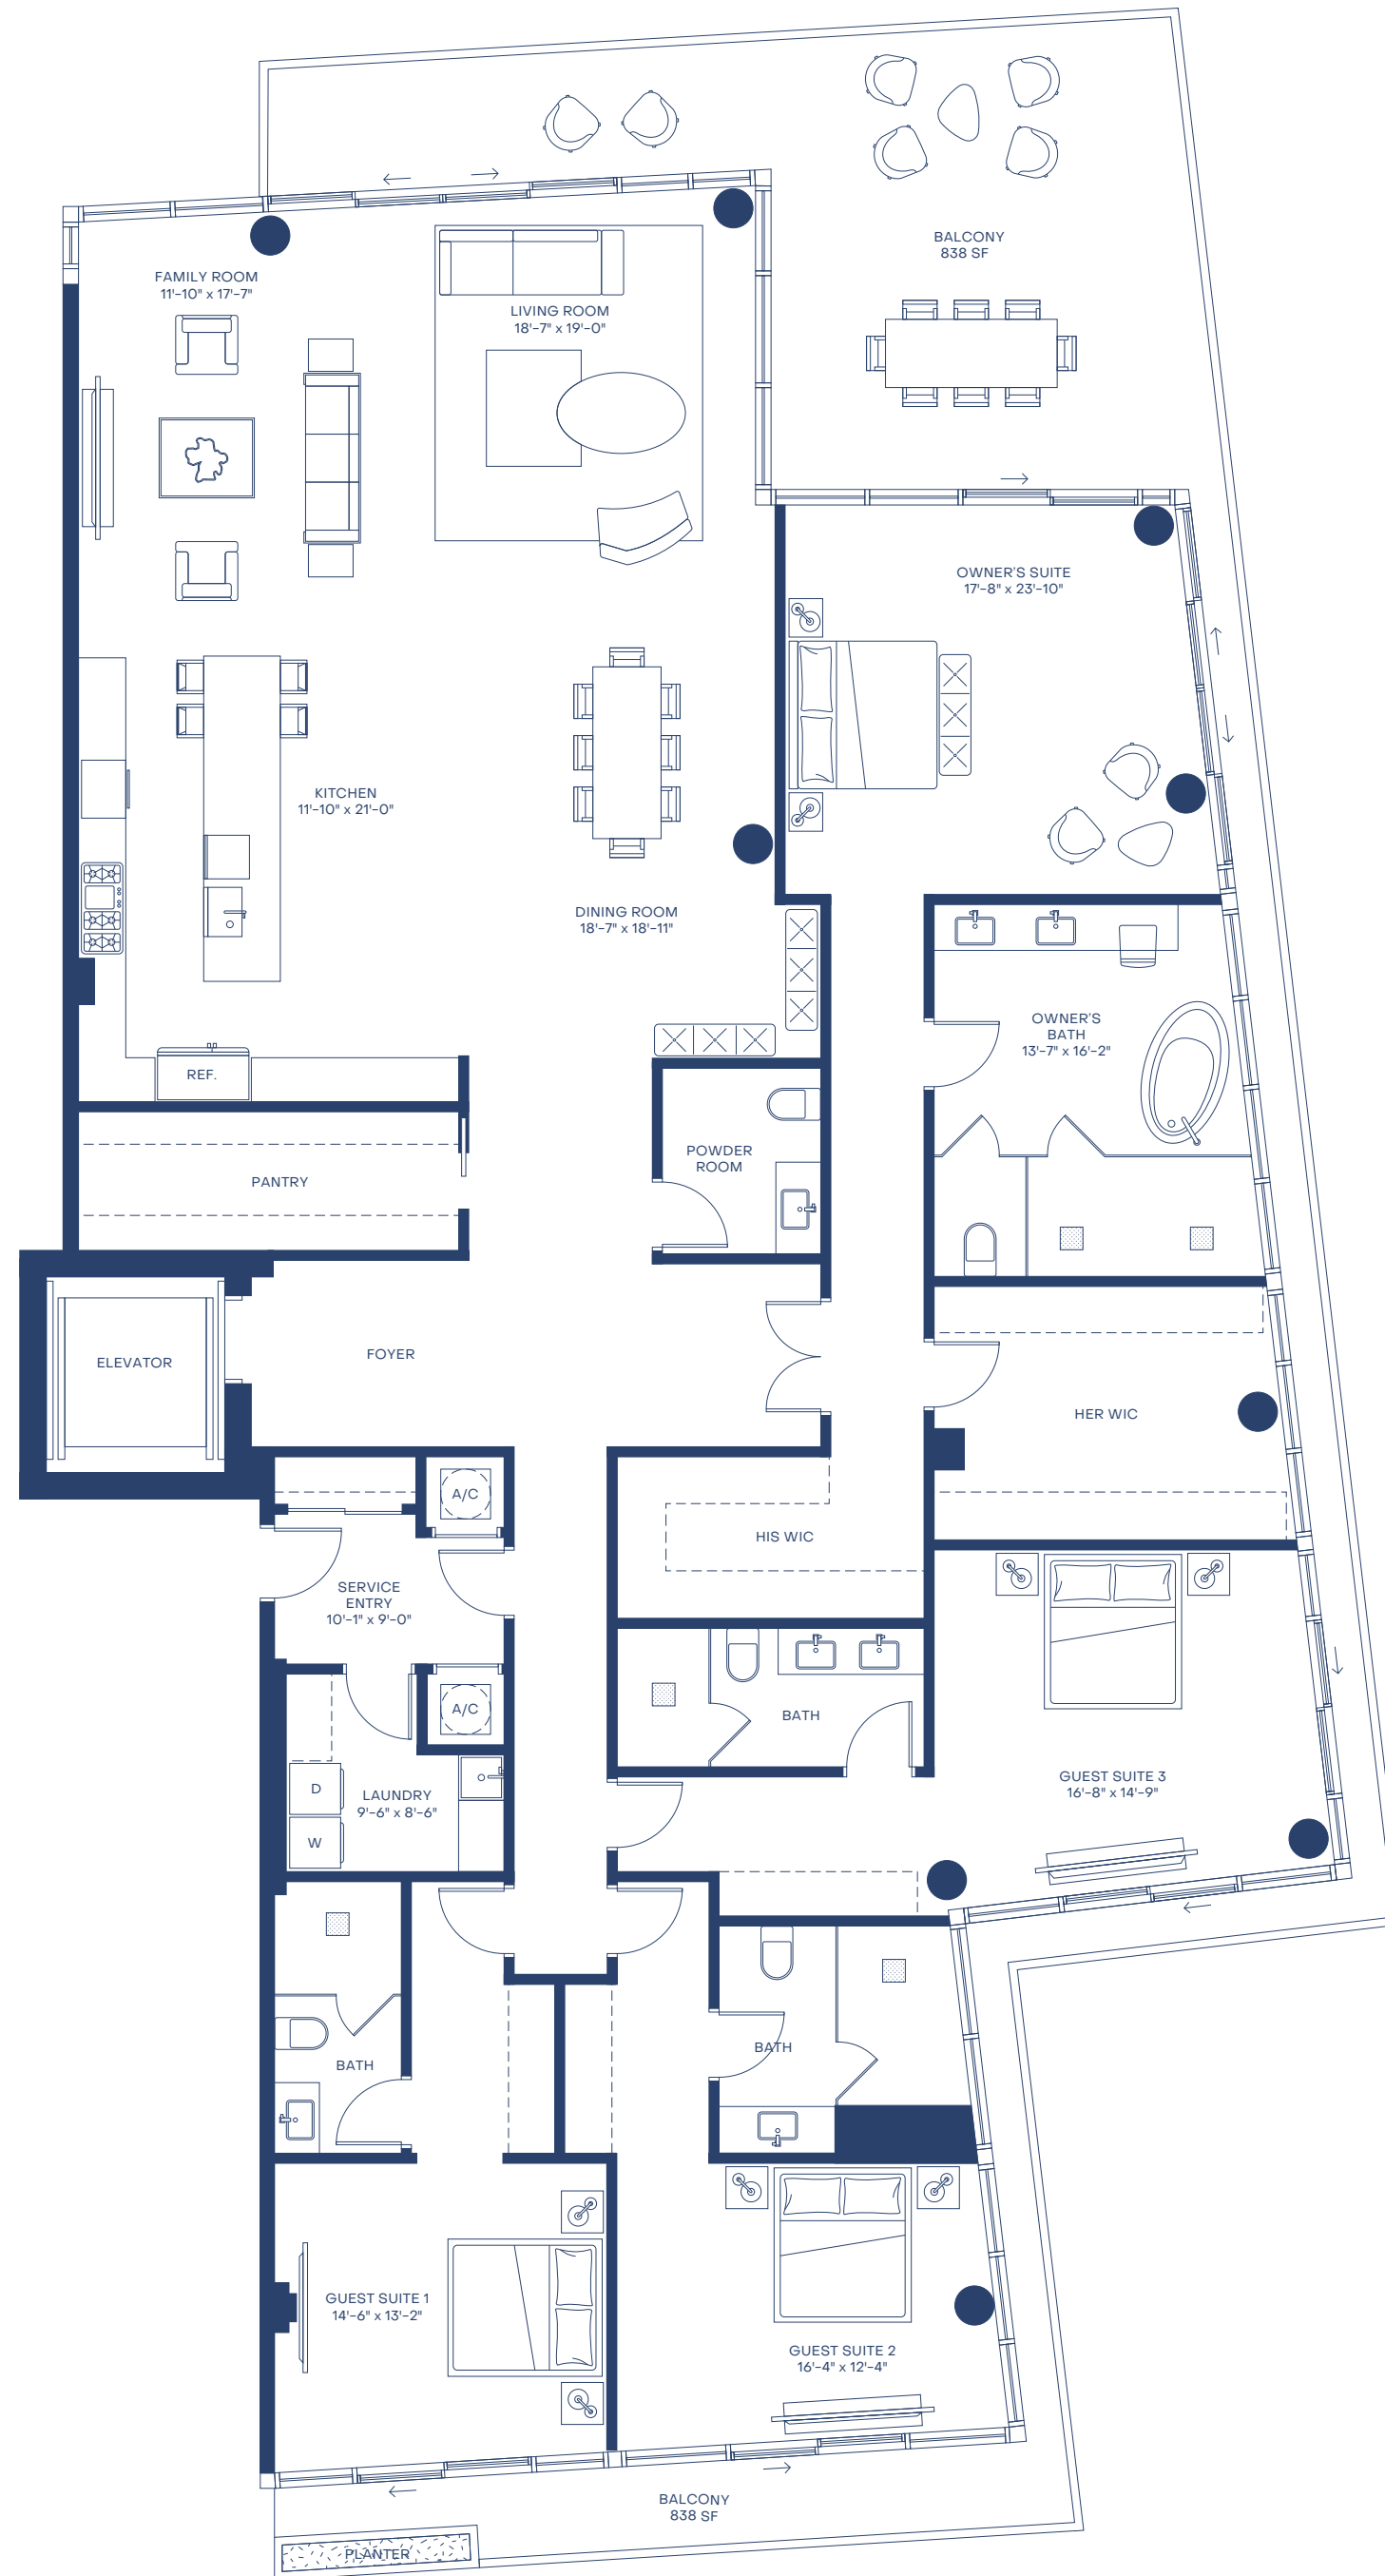 BALCONY
838 SF
FAMILY ROOM
11'-10" x 17'-7"
LIVING ROOM
18'-7" x 19'-0"
OWNER'S SUITE
17'-8" x 23'-10"
KITCHEN
11'-10" x 21'-0"
DINING ROOM
18'-7" x 18'-11"
OWNER'S
BATH
13'-7" x 16'-2"
REF.
POWDER
ROOM
PANTRY
ELEVATOR
FOYER
HER WIC
A/C
HIS WIC
SERVICE
ENTRY
10'-1" x 9'-0"
A/C
BATH
D
LAUNDRY
9'-6" x 8'-6"
W
GUEST SUITE 3
16'-8" x 14'-9"
BATH
BATH
GUEST SUITE 1
14'-6" x 13'-2"
GUEST SUITE 2
16'-4" x 12'-4"
BALCONY
838 SF
PLANTER